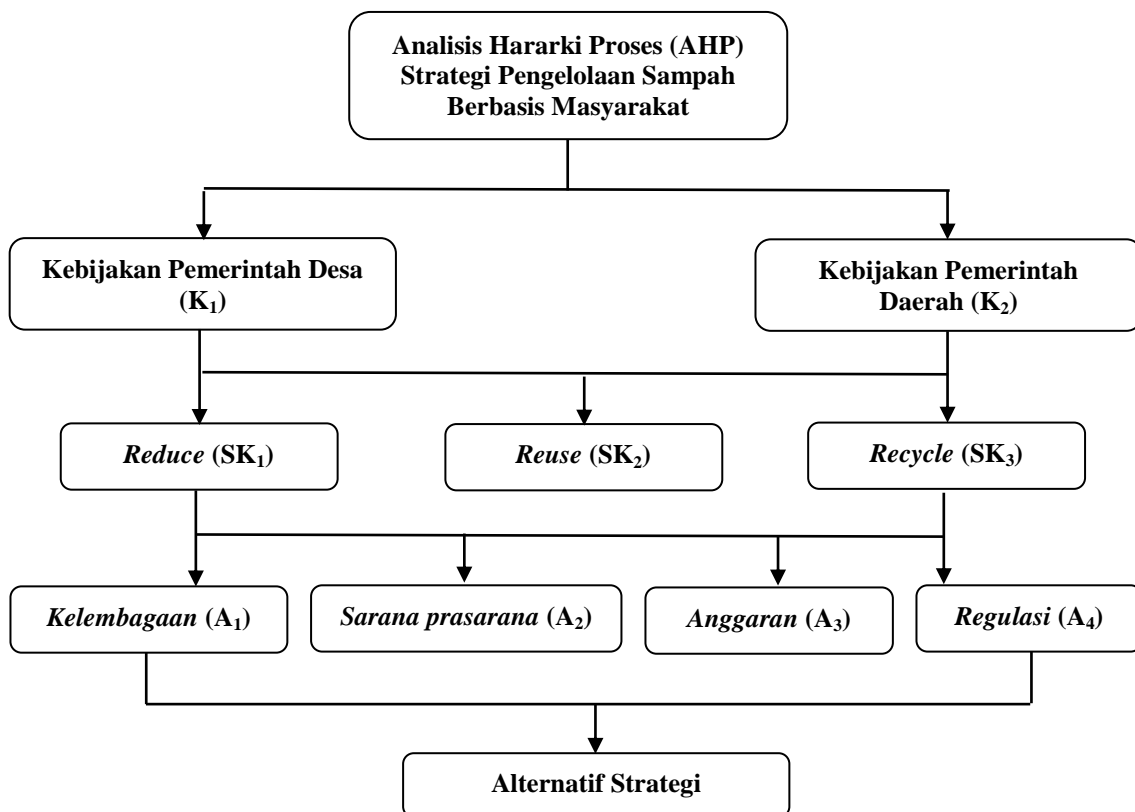 Analisis Hararki Proses (AHP)
Strategi Pengelolaan Sampah
Berbasis Masyarakat
Kebijakan Pemerintah Desa
(K₁)
Kebijakan Pemerintah
Daerah (K₂)
Reduce (SK₁)
Reuse (SK₂)
Recycle (SK₃)
Kelembagaan (A₁)
Sarana prasarana (A₂)
Anggaran (A₃)
Regulasi (A₄)
Alternatif Strategi